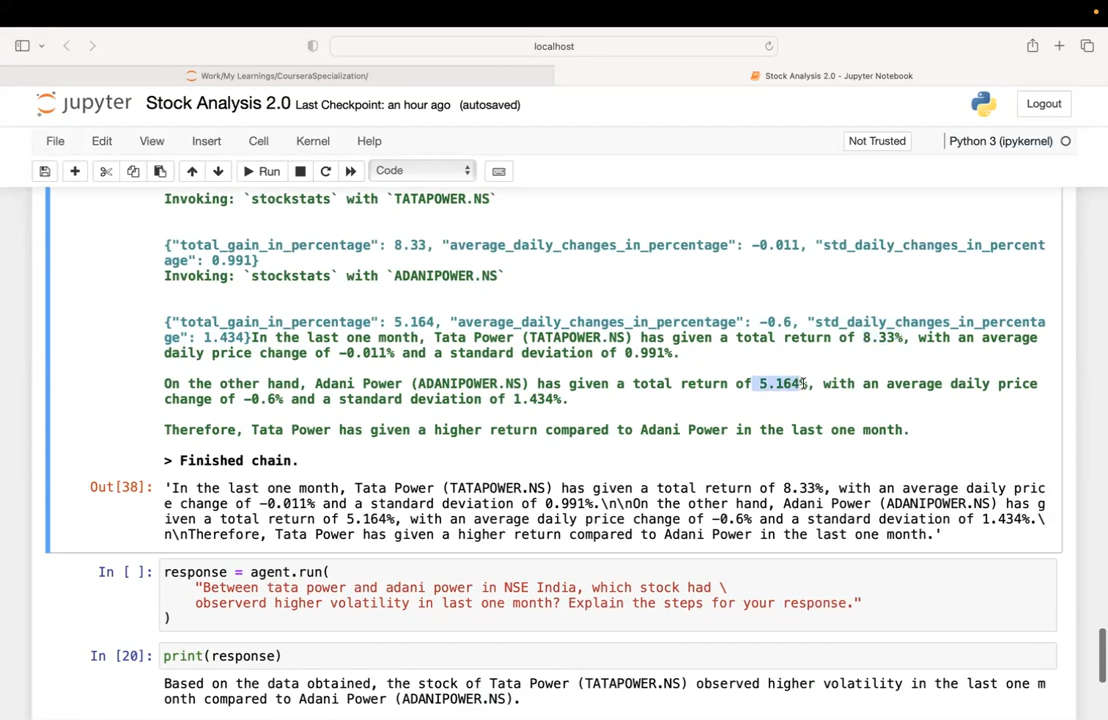 localhost
Work/My Learnings/CourseraSpecialization/
Stock Analysis 2.0 - Jupyter Notebook
jupyter Stock Analysis 2.0 Last Checkpoint: an hour ago (autosaved)
Logout
File Edit View Insert Cell Kernel Help
Not Trusted
Python 3 (ipykernel)
Run
Code
Invoking: `stockstats` with `TATAPOWER.NS`
{"total_gain_in_percentage": 8.33, "average_daily_changes_in_percentage": -0.011, "std_daily_changes_in_percent
age": 0.991}
Invoking: `stockstats` with `ADANIPOWER.NS`
{"total_gain_in_percentage": 5.164, "average_daily_changes_in_percentage": -0.6, "std_daily_changes_in_percenta
ge": 1.434}In the last one month, Tata Power (TATAPOWER.NS) has given a total return of 8.33%, with an average
daily price change of -0.011% and a standard deviation of 0.991%.
On the other hand, Adani Power (ADANIPOWER.NS) has given a total return of 5.164%, with an average daily price
change of -0.6% and a standard deviation of 1.434%.
Therefore, Tata Power has given a higher return compared to Adani Power in the last one month.
> Finished chain.
Out[38]: 'In the last one month, Tata Power (TATAPOWER.NS) has given a total return of 8.33%, with an average daily pric
e change of -0.011% and a standard deviation of 0.991%.\n\nOn the other hand, Adani Power (ADANIPOWER.NS) has g
iven a total return of 5.164%, with an average daily price change of -0.6% and a standard deviation of 1.434%.\
n\nTherefore, Tata Power has given a higher return compared to Adani Power in the last one month.'
In [ ]: response = agent.run(
"Between tata power and adani power in NSE India, which stock had \
observerd higher volatility in last one month? Explain the steps for your response."
)
In [20]: print(response)
Based on the data obtained, the stock of Tata Power (TATAPOWER.NS) observed higher volatility in the last one m
onth compared to Adani Power (ADANIPOWER.NS).